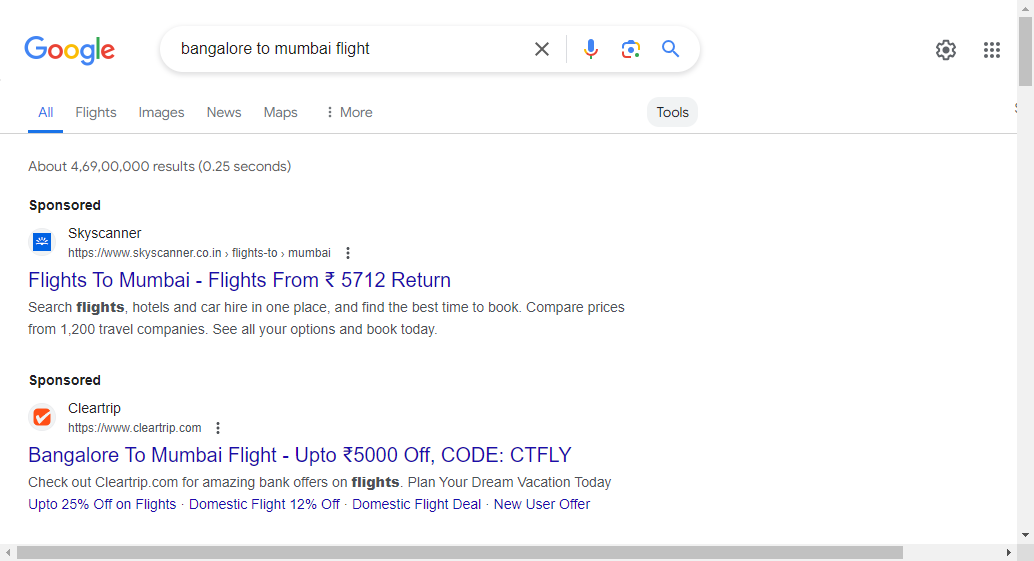 Google
bangalore to mumbai flight
All Flights Images News Maps More Tools
About 4,69,00,000 results (0.25 seconds)
Sponsored
Skyscanner
https://www.skyscanner.co.in › flights-to › mumbai
Flights To Mumbai - Flights From ₹ 5712 Return
Search flights, hotels and car hire in one place, and find the best time to book. Compare prices
from 1,200 travel companies. See all your options and book today.
Sponsored
Cleartrip
https://www.cleartrip.com
Bangalore To Mumbai Flight - Upto ₹5000 Off, CODE: CTFLY
Check out Cleartrip.com for amazing bank offers on flights. Plan Your Dream Vacation Today
Upto 25% Off on Flights · Domestic Flight 12% Off · Domestic Flight Deal · New User Offer